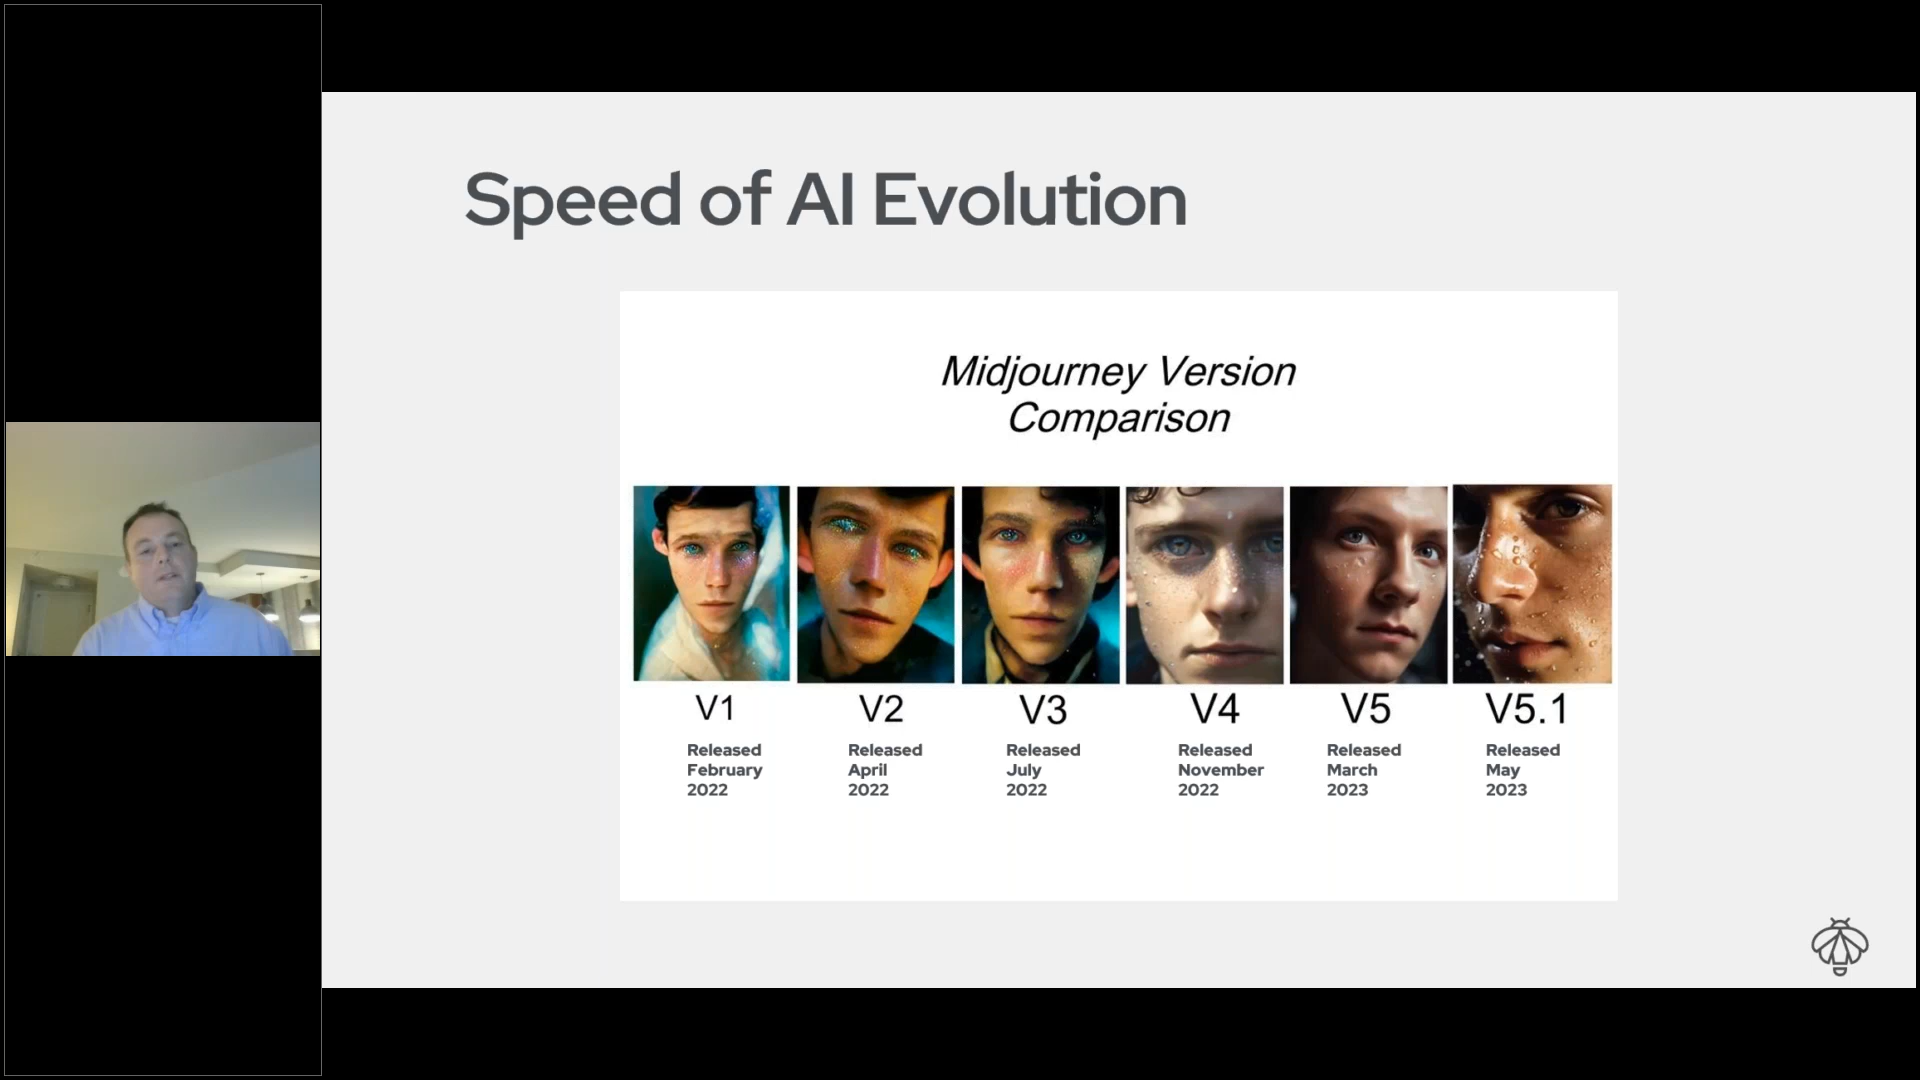 Speed of AI Evolution
Midjourney Version
Comparison
V1
Released
February
2022
V2
Released
April
2022
V3
Released
July
2022
V4
Released
November
2022
V5
Released
March
2023
V5.1
Released
May
2023